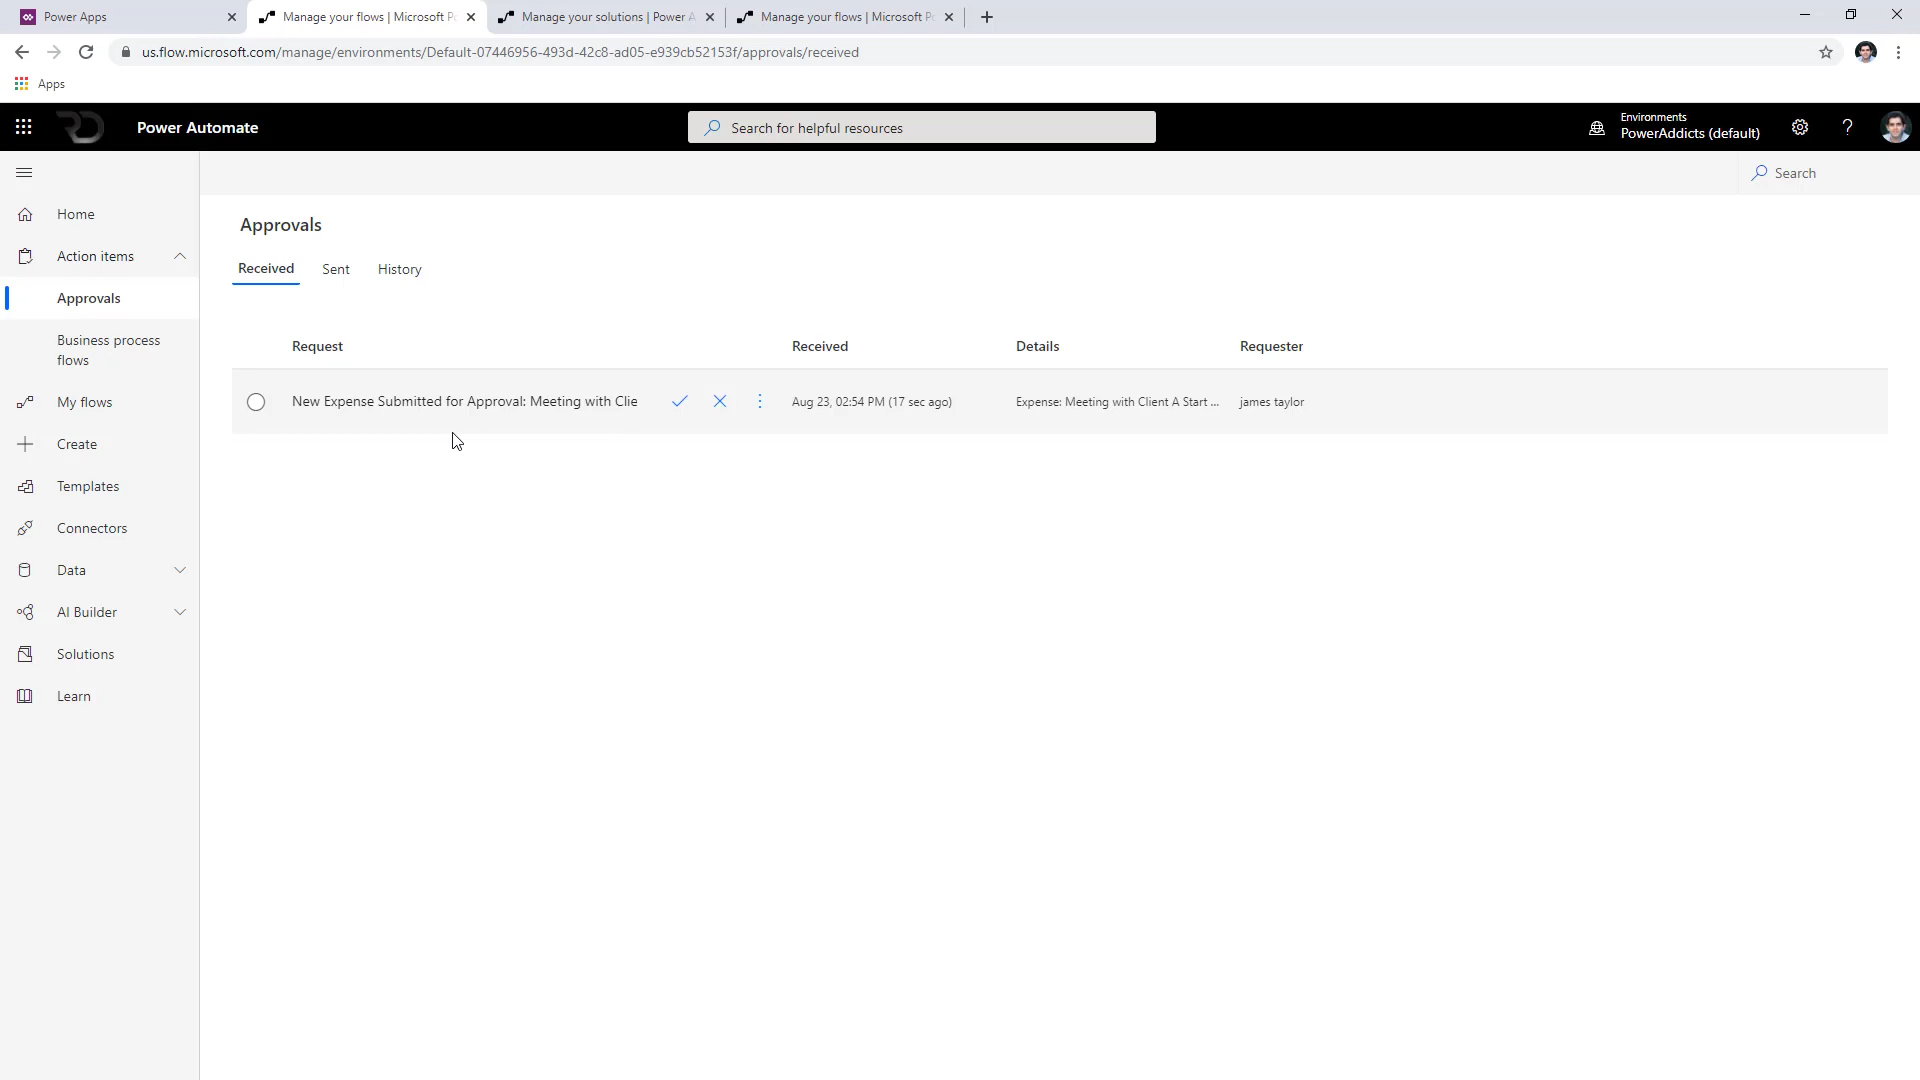 Power Apps
Manage your flows | Microsoft Po
Manage your solutions | Power A
Manage your flows | Microsoft Po
us.flow.microsoft.com/manage/environments/Default-07446956-493d-42c8-ad05-e939cb52153f/approvals/received
Apps
Power Automate
Search for helpful resources
Environments
PowerAddicts (default)
?
Search
Home
Action items
Approvals
Business process
flows
My flows
Create
Templates
Connectors
Data
AI Builder
Solutions
Learn
Approvals
Received Sent History
Request Received Details Requester
New Expense Submitted for Approval: Meeting with Clie Aug 23, 02:54 PM (17 sec ago) Expense: Meeting with Client A Start ... james taylor